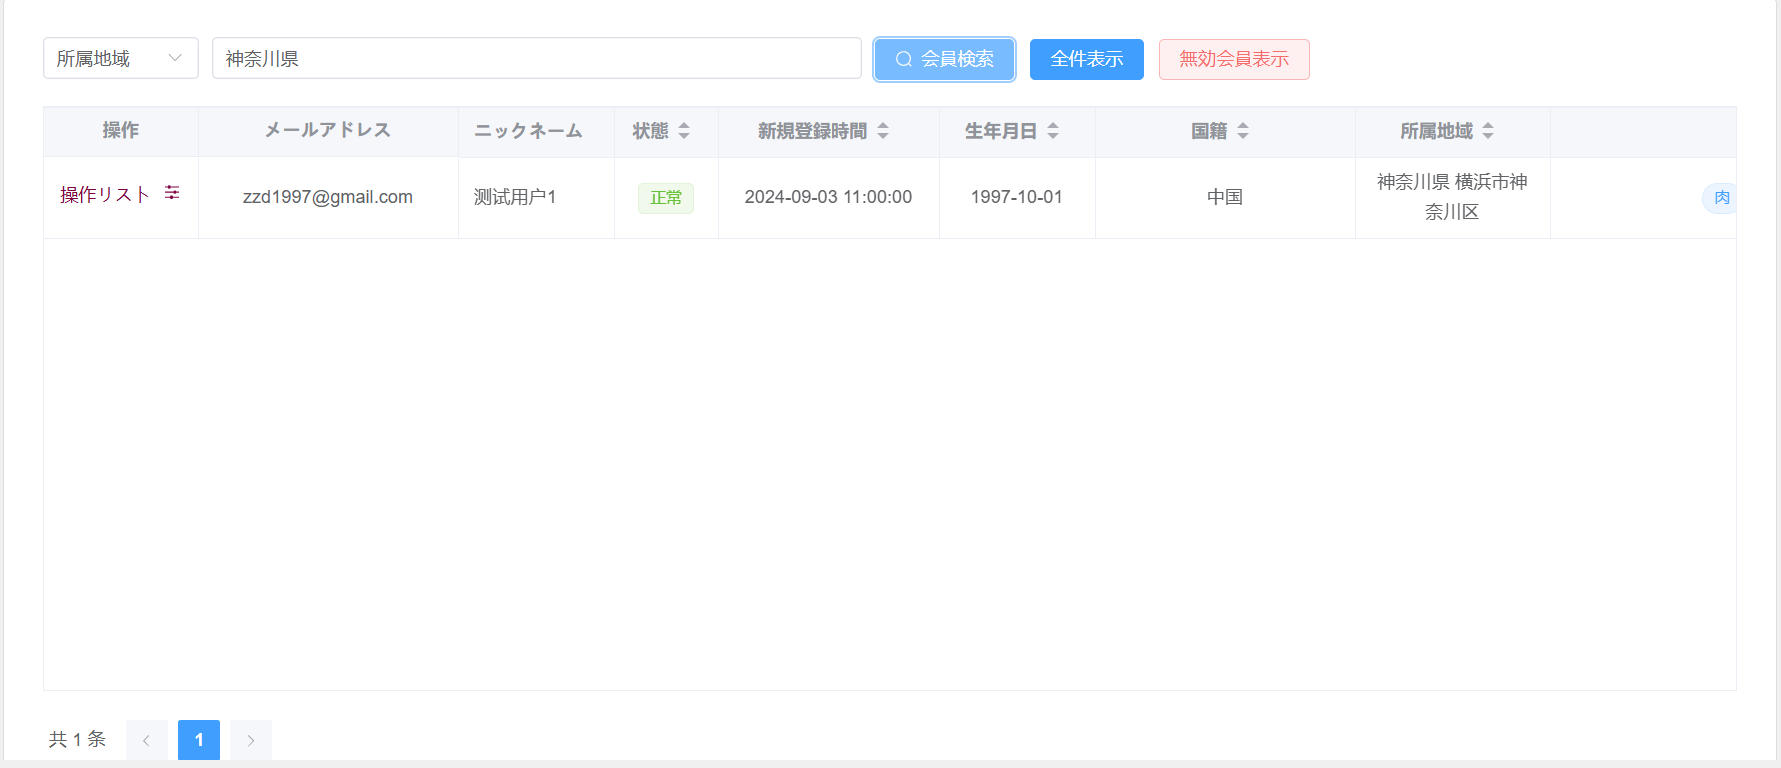 所属地域
神奈川県
会員検索
全件表示
無効会員表示
操作
メールアドレス
ニックネーム
状態
新規登録時間
生年月日
国籍
所属地域
操作リスト
zzd1997@gmail.com
测试用户1
正常
2024-09-03 11:00:00
1997-10-01
中国
神奈川県 横浜市神
奈川区
肉
共 1 条
1